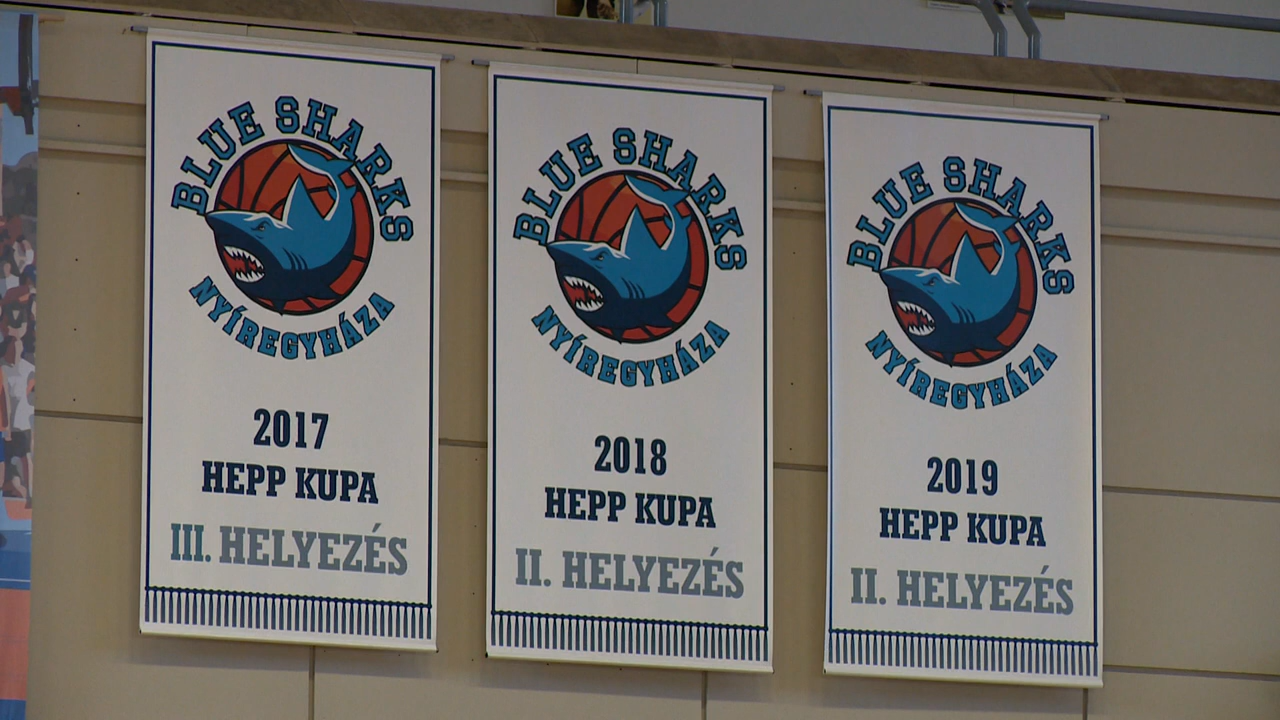 BLUE SHARKS
NYÍREGYHÁZA
2017
HEPP KUPA
III. HELYEZÉS
BLUE SHARKS
NYÍREGYHÁZA
2018
HEPP KUPA
II. HELYEZÉS
BLUE SHARKS
NYÍREGYHÁZA
2019
HEPP KUPA
II. HELYEZÉS